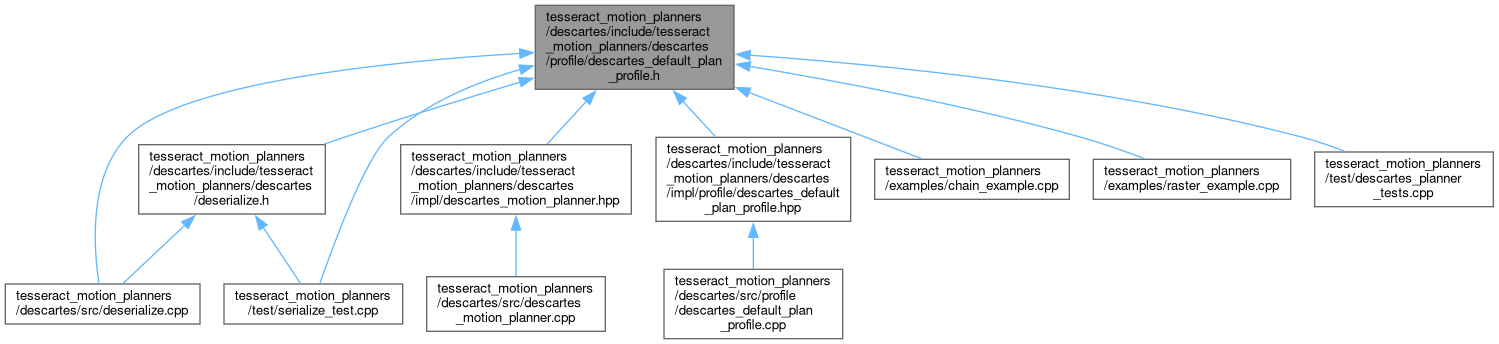 tesseract_motion_planners
/descartes/include/tesseract
_motion_planners/descartes
/profile/descartes_default_plan
_profile.h
tesseract_motion_planners
/descartes/include/tesseract
_motion_planners/descartes
/deserialize.h
tesseract_motion_planners
/descartes/include/tesseract
_motion_planners/descartes
/impl/descartes_motion_planner.hpp
tesseract_motion_planners
/descartes/include/tesseract
_motion_planners/descartes
/impl/profile/descartes_default
_plan_profile.hpp
tesseract_motion_planners
/examples/chain_example.cpp
tesseract_motion_planners
/examples/raster_example.cpp
tesseract_motion_planners
/test/descartes_planner
_tests.cpp
tesseract_motion_planners
/descartes/src/deserialize.cpp
tesseract_motion_planners
/test/serialize_test.cpp
tesseract_motion_planners
/descartes/src/descartes
_motion_planner.cpp
tesseract_motion_planners
/descartes/src/profile
/descartes_default_plan
_profile.cpp